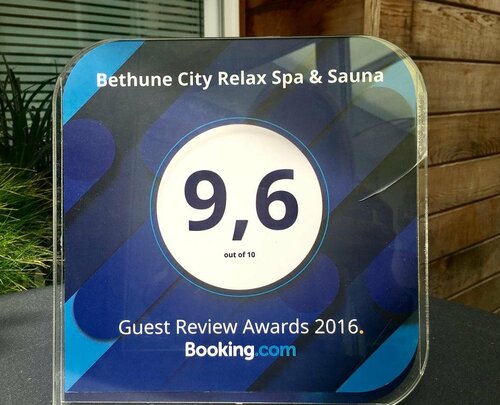 Bethune City Relax Spa & Sauna
9,6
out of 10
Guest Review Awards 2016.
Booking.com